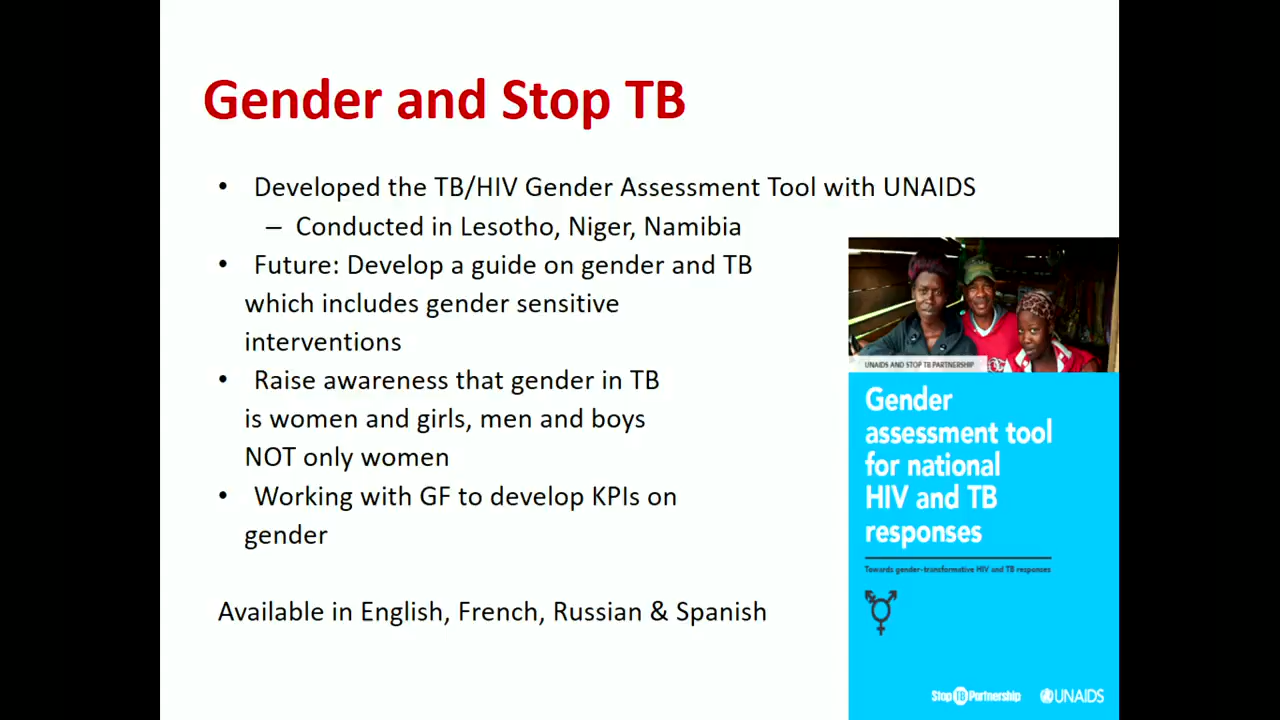 Gender and Stop TB
• Developed the TB/HIV Gender Assessment Tool with UNAIDS
– Conducted in Lesotho, Niger, Namibia
• Future: Develop a guide on gender and TB
which includes gender sensitive
interventions
• Raise awareness that gender in TB
is women and girls, men and boys
NOT only women
• Working with GF to develop KPIs on
gender
Available in English, French, Russian & Spanish
UNAIDS AND STOP TB PARTNERSHIP
Gender
assessment tool
for national
HIV and TB
responses
Towards gender-transformative HIV and TB responses
Stop TB Partnership
UNAIDS